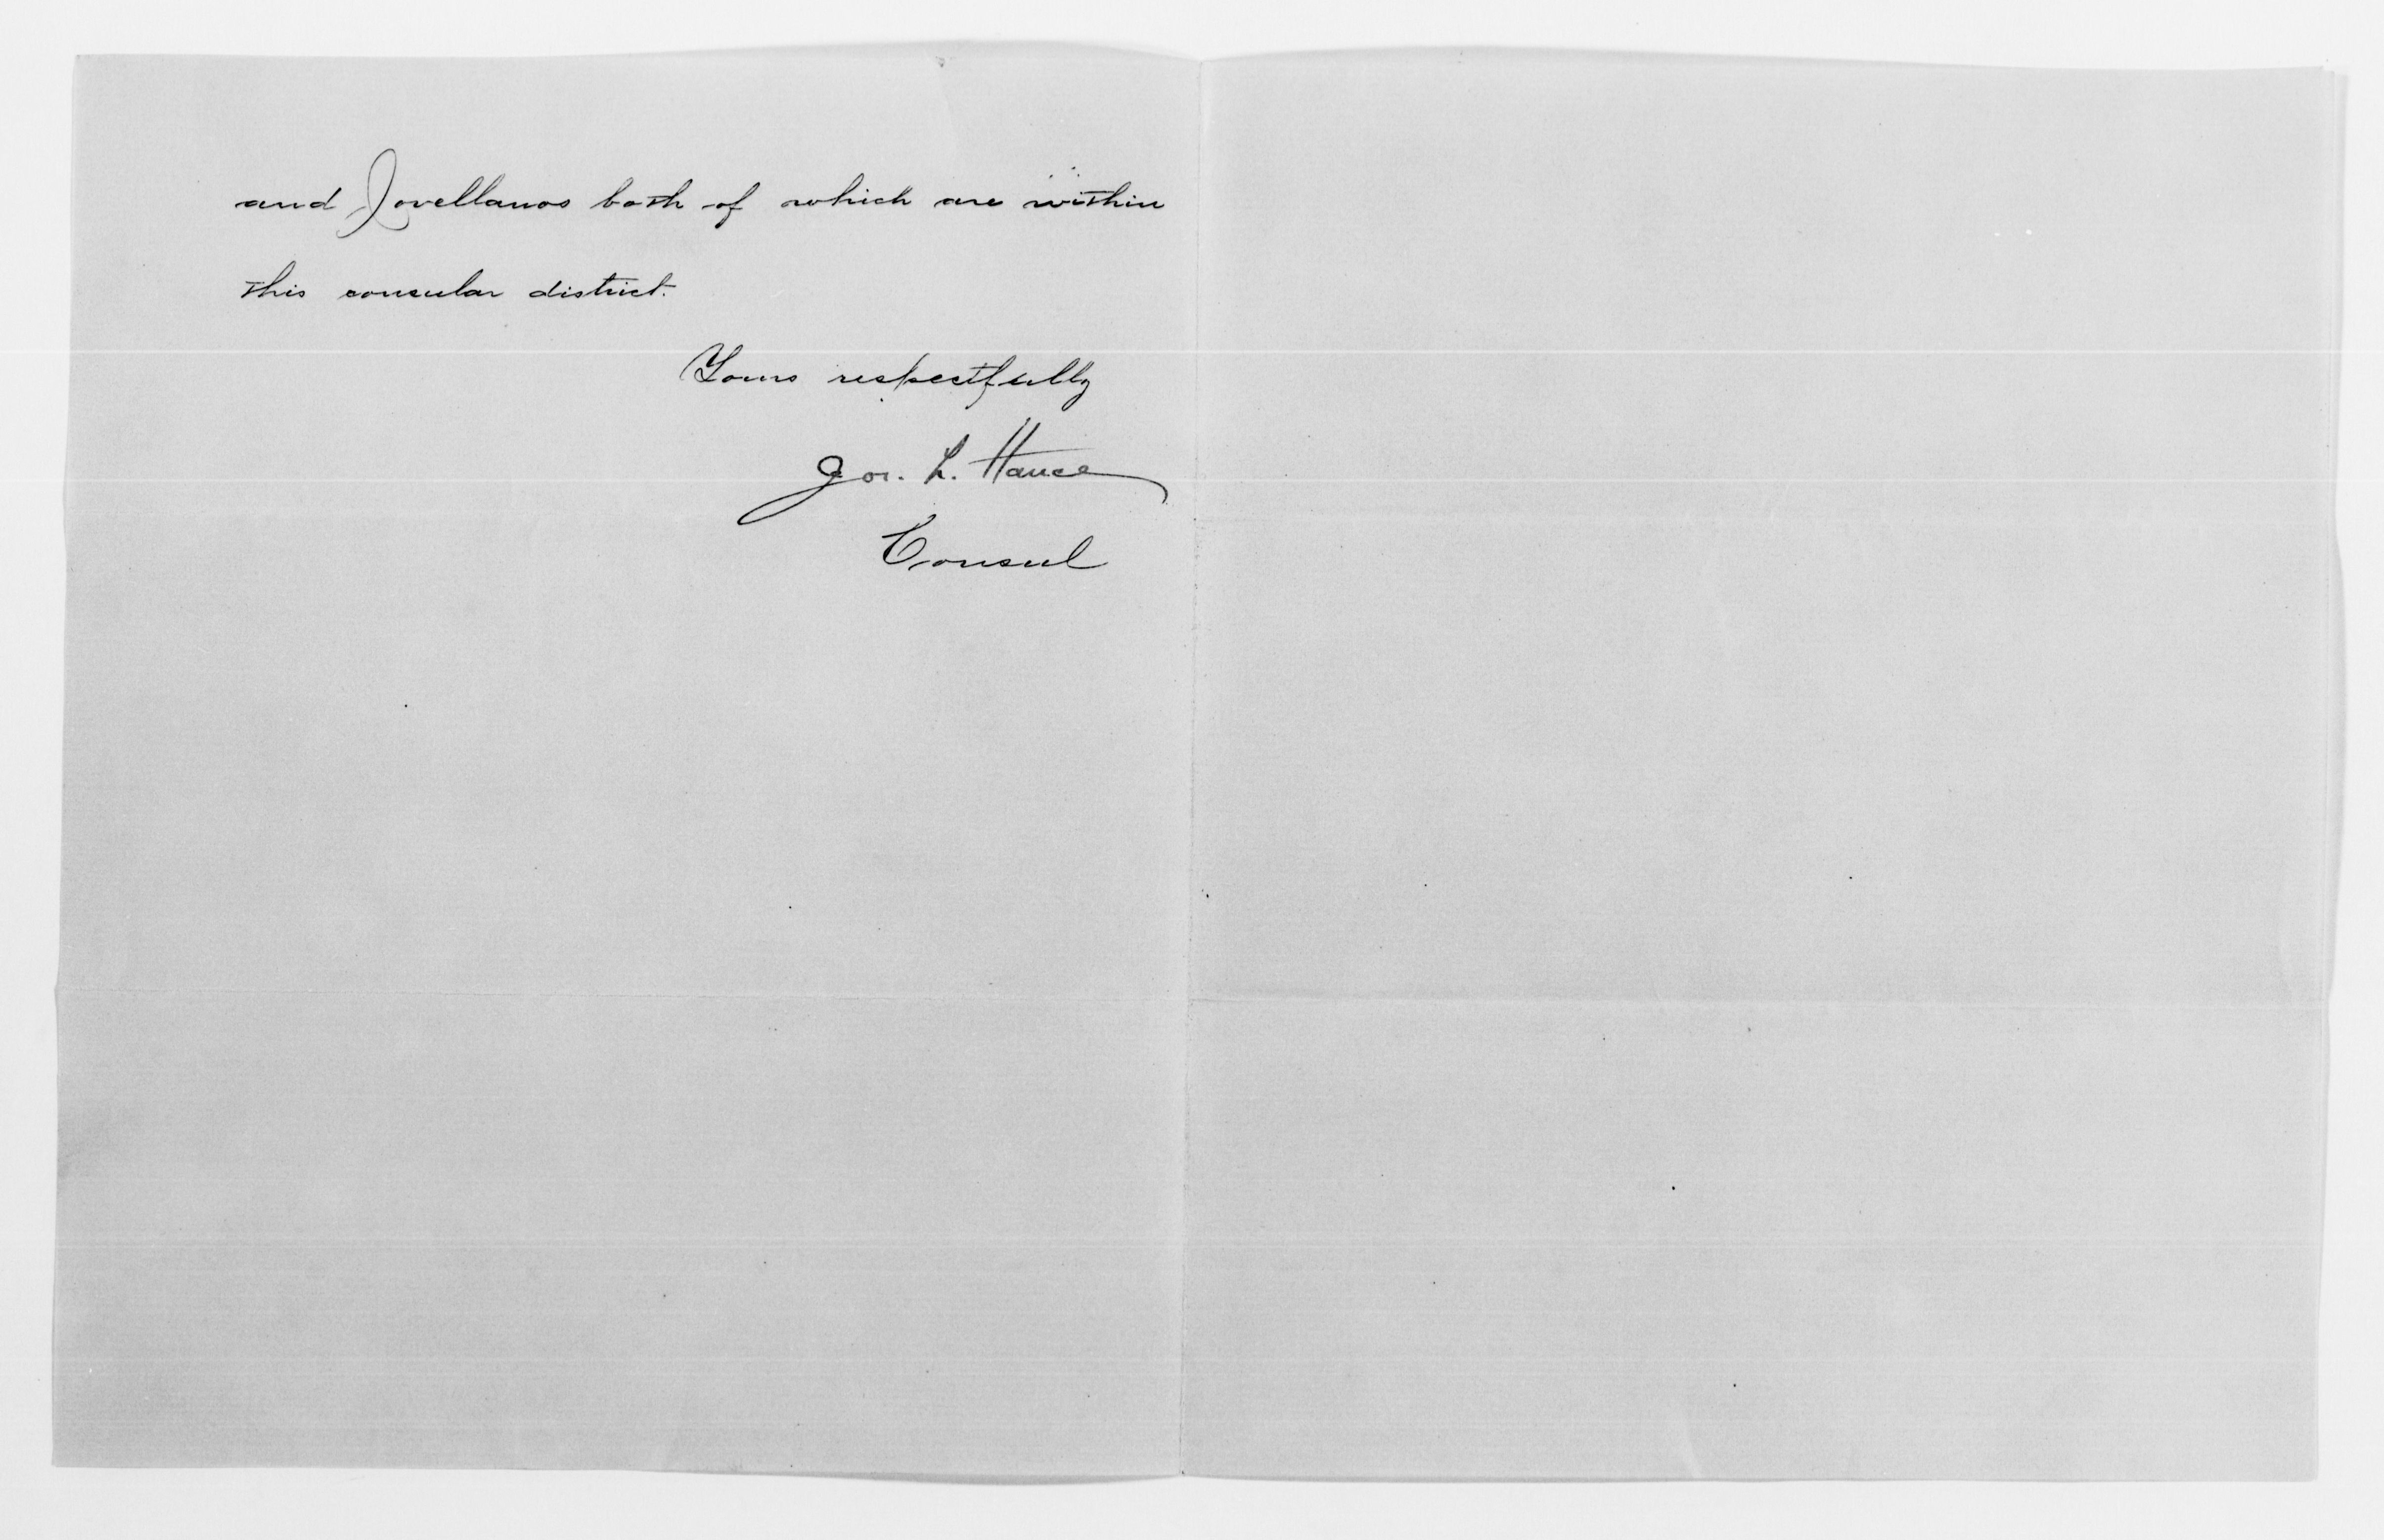 and Jovellanos both of which are within
this consular district.
Yours respectfully
Jos. L. Hance
Consul